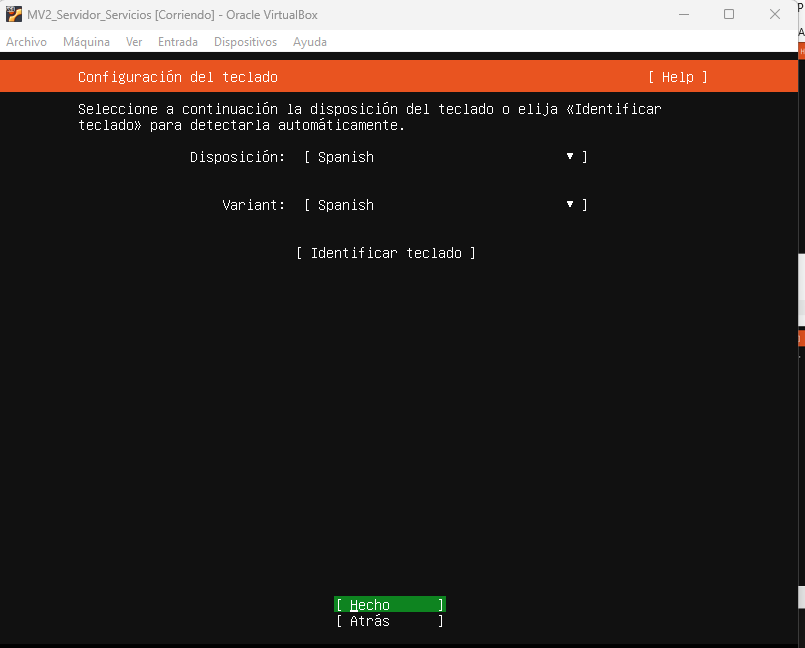 MV2_Servidor_Servicios [Corriendo] - Oracle VirtualBox
Archivo Máquina Ver Entrada Dispositivos Ayuda
Configuración del teclado [ Help ]
Seleccione a continuación la disposición del teclado o elija «Identificar
teclado» para detectarla automáticamente.
Disposición: [ Spanish ▾ ]
Variant: [ Spanish ▾ ]
[ Identificar teclado ]
[ Hecho ]
[ Atrás ]